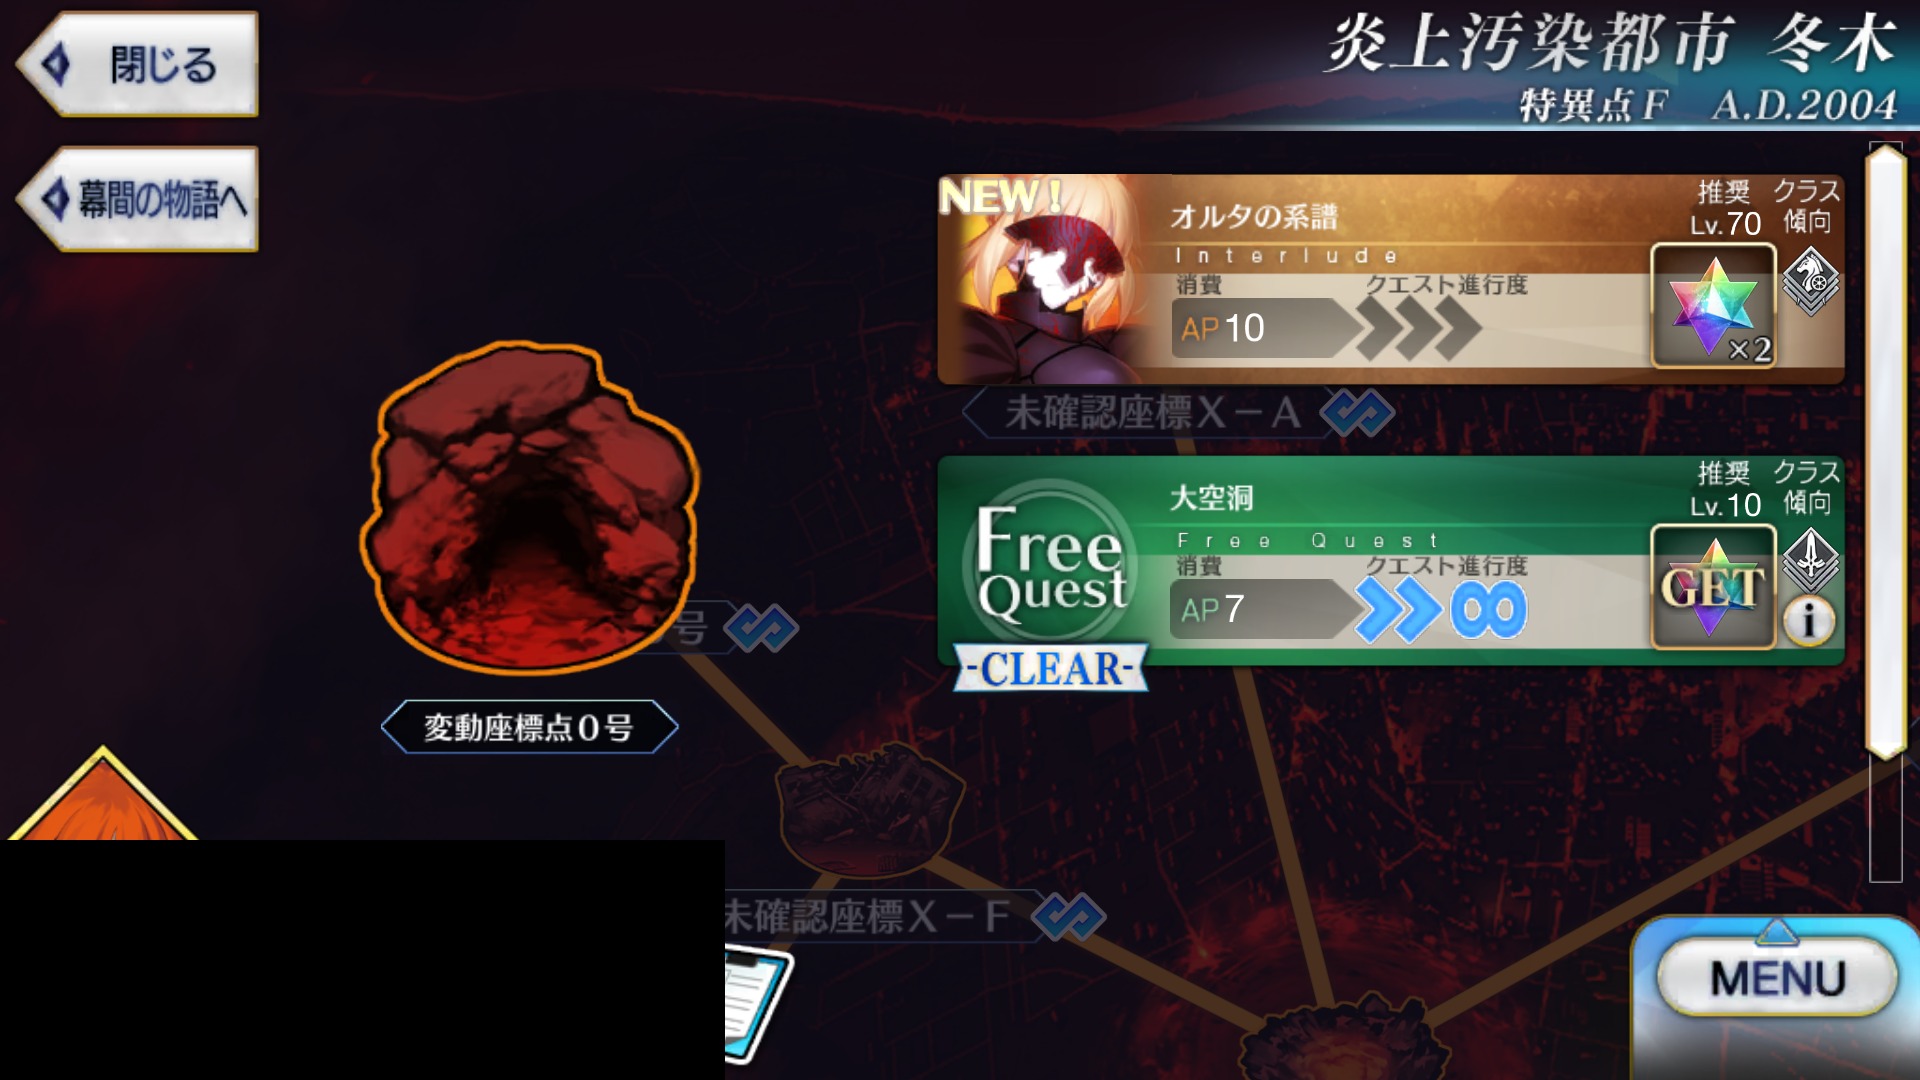 閉じる
幕間の物語へ
炎上汚染都市 冬木
特異点F A.D.2004
NEW!
オルタの系譜
Interlude
推奨 クラス
Lv.70 傾向
消費 クエスト進行度
AP10
×2
未確認座標X－A
大空洞
Free Quest
推奨 クラス
Lv.10 傾向
Free
Quest
消費 クエスト進行度
AP7
GET
i
-CLEAR-
号
変動座標点0号
未確認座標X－F
MENU